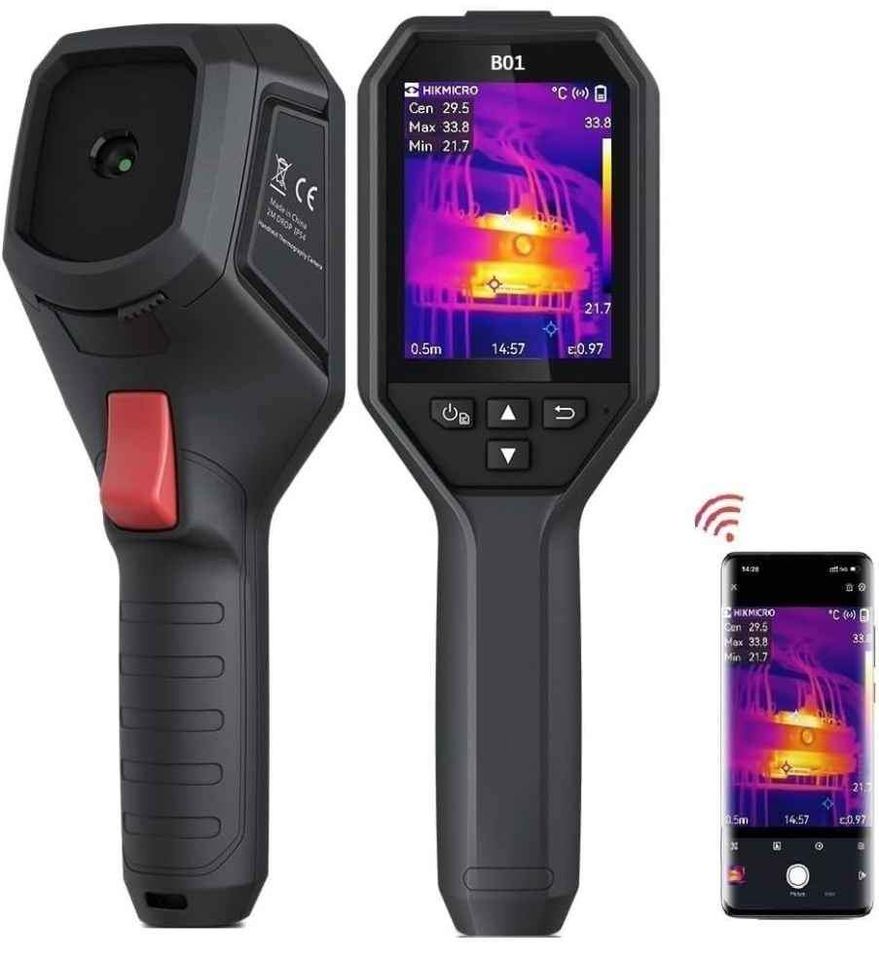 Made in China
2M DROP IP54
Handheld Thermography Camera
B01
HIKMICRO
°C
Cen 29.5
Max 33.8
Min 21.7
33.8
21.7
0.5m 14:57 ε:0.97
14:28
HIKMICRO
°C
Cen 29.5
Max 33.8
Min 21.7
33.8
21.7
0.5m 14:57 ε:0.97